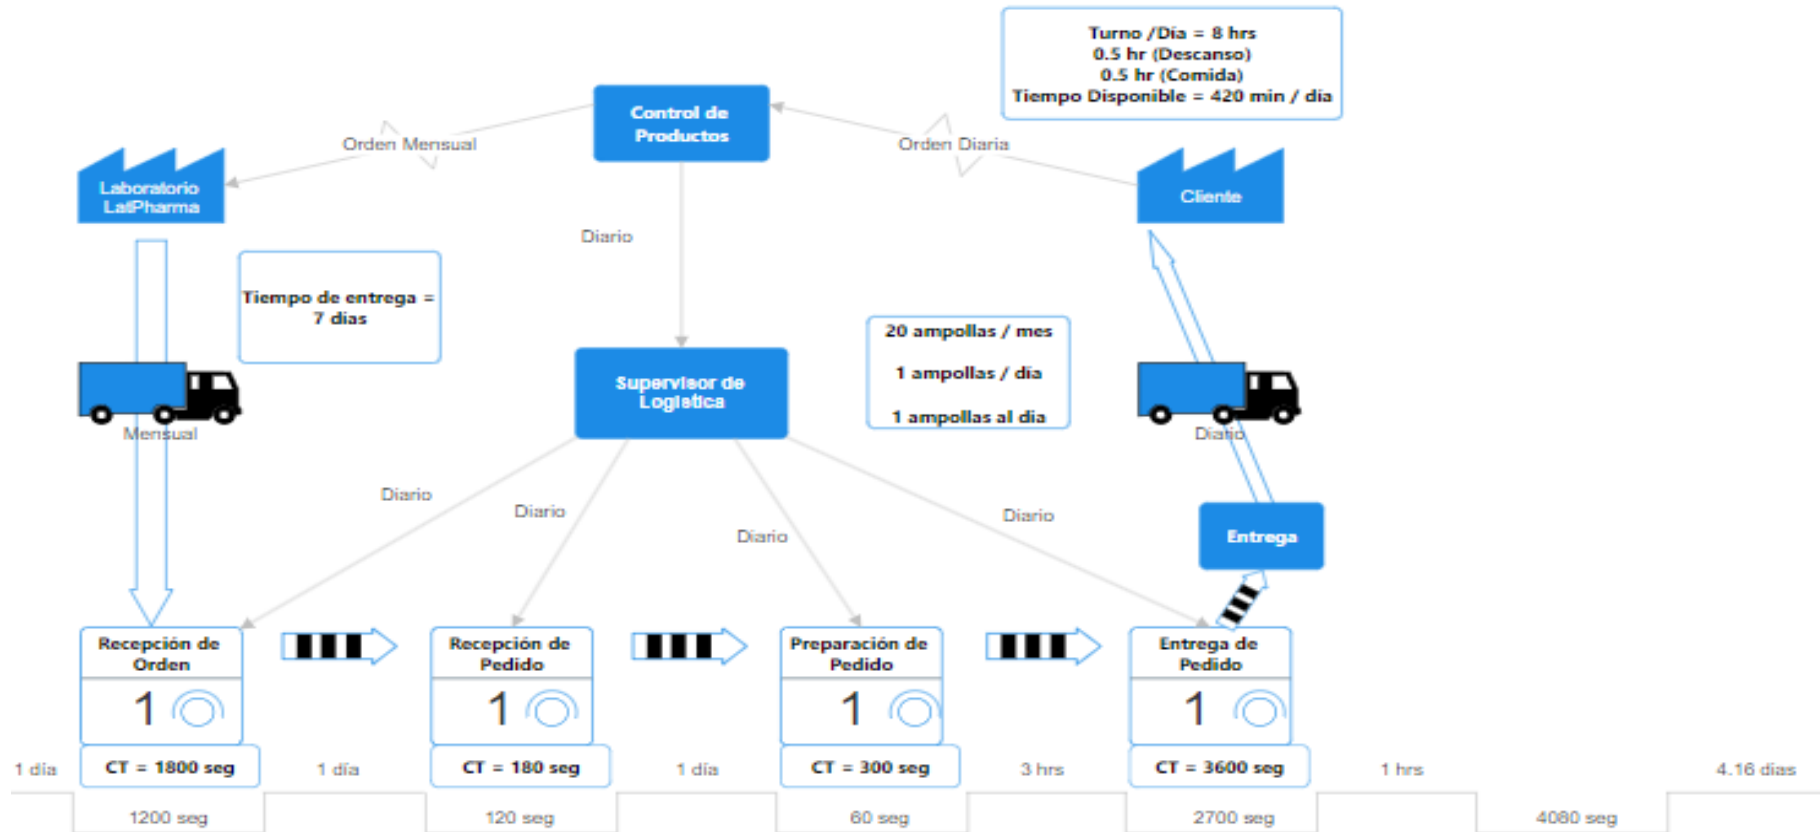 Turno /Día = 8 hrs
0.5 hr (Descanso)
0.5 hr (Comida)
Tiempo Disponible = 420 min / dia
Control de
Productos
Orden Mensual
Orden Diaria
Laboratorio
LatPharma
Cliente
Diario
Tiempo de entrega =
7 dias
20 ampollas / mes
1 ampollas / día
1 ampollas al dia
Supervisor de
Logistica
Mensual
Diario
Diario
Diario
Diario
Diario
Entrega
Recepción de
Orden
Recepción de
Pedido
Preparación de
Pedido
Entrega de
Pedido
1
1
1
1
1 día
CT = 1800 seg
1 día
CT = 180 seg
1 día
CT = 300 seg
3 hrs
CT = 3600 seg
1 hrs
4.16 dias
1200 seg
120 seg
60 seg
2700 seg
4080 seg